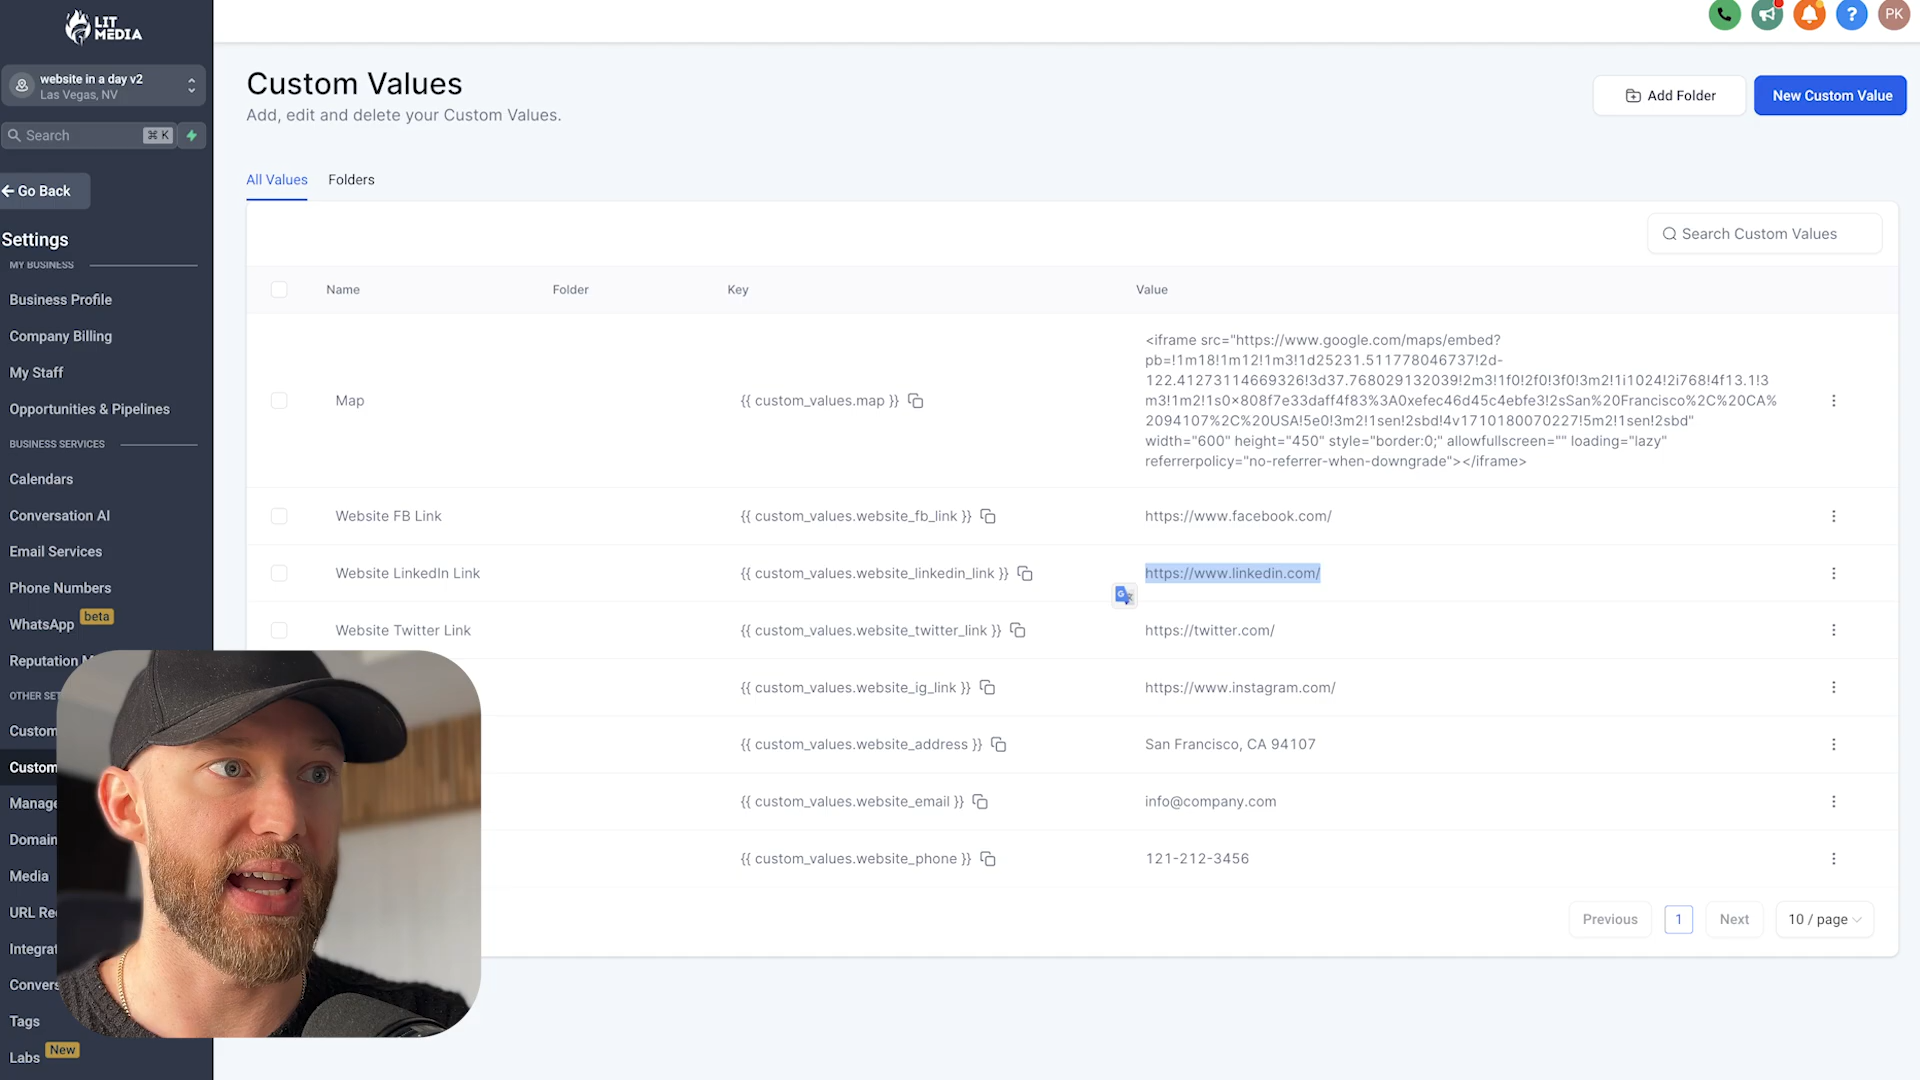 LIT
MEDIA
website in a day v2
Las Vegas, NV
Search
⌘ K
Go Back
Settings
MY BUSINESS
Business Profile
Company Billing
My Staff
Opportunities & Pipelines
BUSINESS SERVICES
Calendars
Conversation AI
Email Services
Phone Numbers
WhatsApp beta
Reputation
OTHER
Custom
Custom
Media
Tags
Labs New
PK
Custom Values
Add, edit and delete your Custom Values.
Add Folder
New Custom Value
All Values
Folders
Search Custom Values
Name Folder Key Value
Map {{ custom_values.map }}
<iframe src="https://www.google.com/maps/embed?
pb=!1m18!1m12!1m3!1d25231.511778046737!2d-
122.41273114669326!3d37.768029132039!2m3!1f0!2f0!3f0!3m2!1i1024!2i768!4f13.1!3
m3!1m2!1s0×808f7e33daff4f83%3A0xefec46d45c4ebfe3!2sSan%20Francisco%2C%20CA%
2094107%2C%20USA!5e0!3m2!1sen!2sbd!4v1710180070227!5m2!1sen!2sbd"
width="600" height="450" style="border:0;" allowfullscreen="" loading="lazy"
referrerpolicy="no-referrer-when-downgrade"></iframe>
Website FB Link {{ custom_values.website_fb_link }} https://www.facebook.com/
Website LinkedIn Link {{ custom_values.website_linkedin_link }} https://www.linkedin.com/
Website Twitter Link {{ custom_values.website_twitter_link }} https://twitter.com/
{{ custom_values.website_ig_link }} https://www.instagram.com/
{{ custom_values.website_address }} San Francisco, CA 94107
{{ custom_values.website_email }} info@company.com
{{ custom_values.website_phone }} 121-212-3456
Previous 1 Next 10 / page